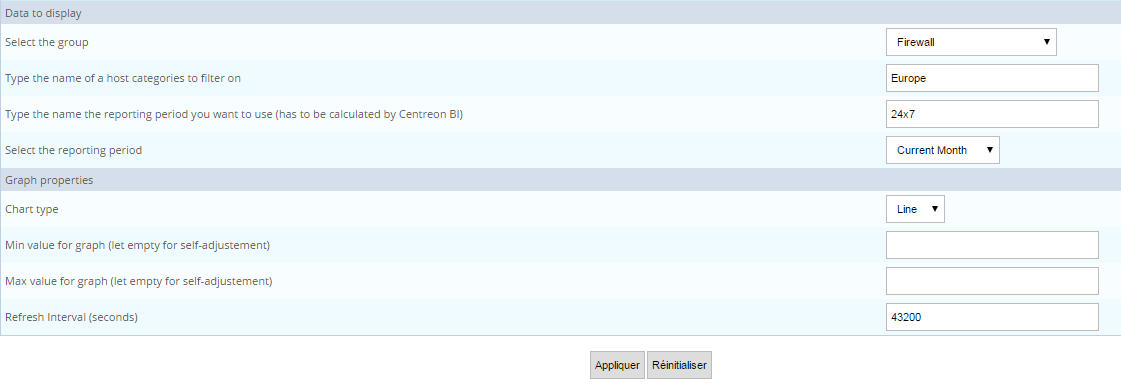 Data to display
Select the group Firewall
Type the name of a host categories to filter on Europe
Type the name the reporting period you want to use (has to be calculated by Centreon BI) 24x7
Select the reporting period Current Month
Graph properties
Chart type Line
Min value for graph (let empty for self-adjustement)
Max value for graph (let empty for self-adjustement)
Refresh Interval (seconds) 43200
Appliquer Réinitialiser